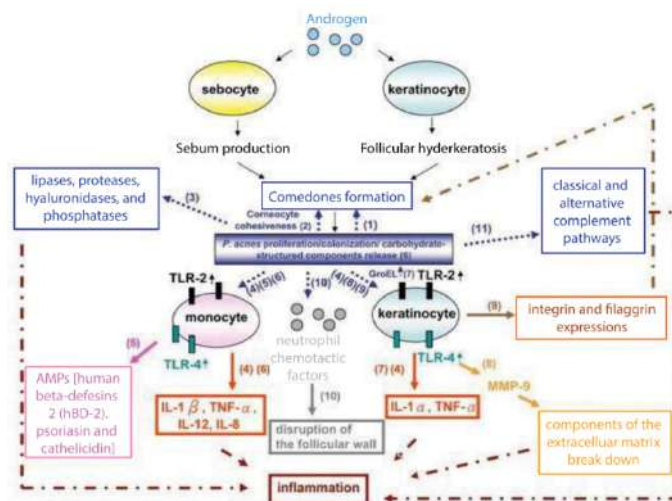 Androgen
sebocyte
keratinocyte
Sebum production
Follicular hyderkeratosis
lipases, proteases,
hyaluronidases, and
phosphatases
(3)
Comedones formation
classical and
alternative
complement
pathways
Corneocyte
cohesiveness (2)
(1)
(11)
P. acnes proliferation/colonization/ carbohydrate-
structured components release (6)
TLR-2
(4)(5)(6)
(10)
(4)(8)(9)
GroEL (7)
TLR-2
monocyte
TLR-4
neutrophil
chemotactic
factors
keratinocyte
TLR-4
(9)
integrin and filaggrin
expressions
(5)
AMPs [human
beta-defesins
2 (hBD-2).
psoriasin and
cathelicidin]
(4) (6)
(10)
(7) (4)
(8)
MMP-9
IL-1 β, TNF-α,
IL-12, IL-8
disruption of
the follicular wall
IL-1 α, TNF-α
components of the
extracelluar matrix
break down
inflammation